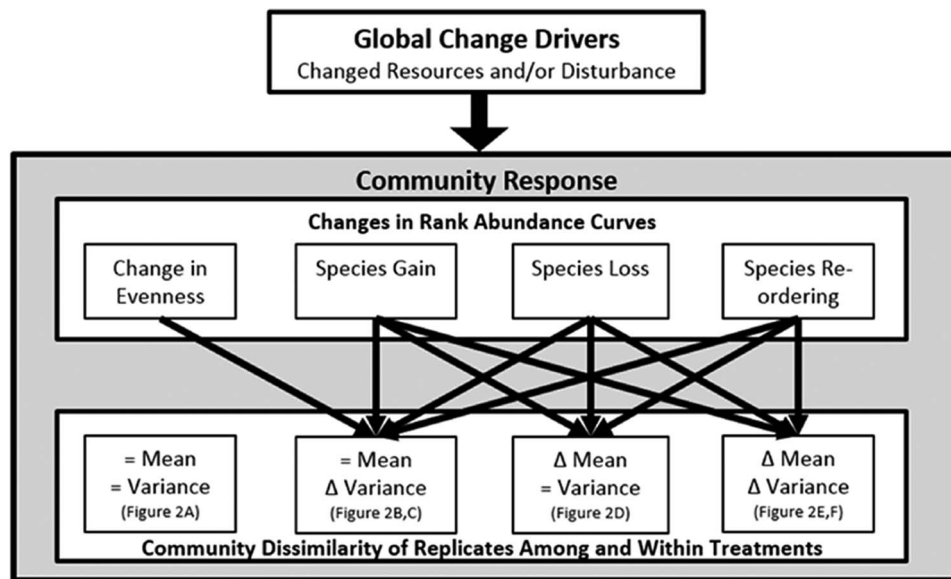 Global Change Drivers
Changed Resources and/or Disturbance
Community Response
Changes in Rank Abundance Curves
Change in
Evenness
Species Gain
Species Loss
Species Re-
ordering
= Mean
= Variance
(Figure 2A)
= Mean
Δ Variance
(Figure 2B,C)
Δ Mean
= Variance
(Figure 2D)
Δ Mean
Δ Variance
(Figure 2E,F)
Community Dissimilarity of Replicates Among and Within Treatments